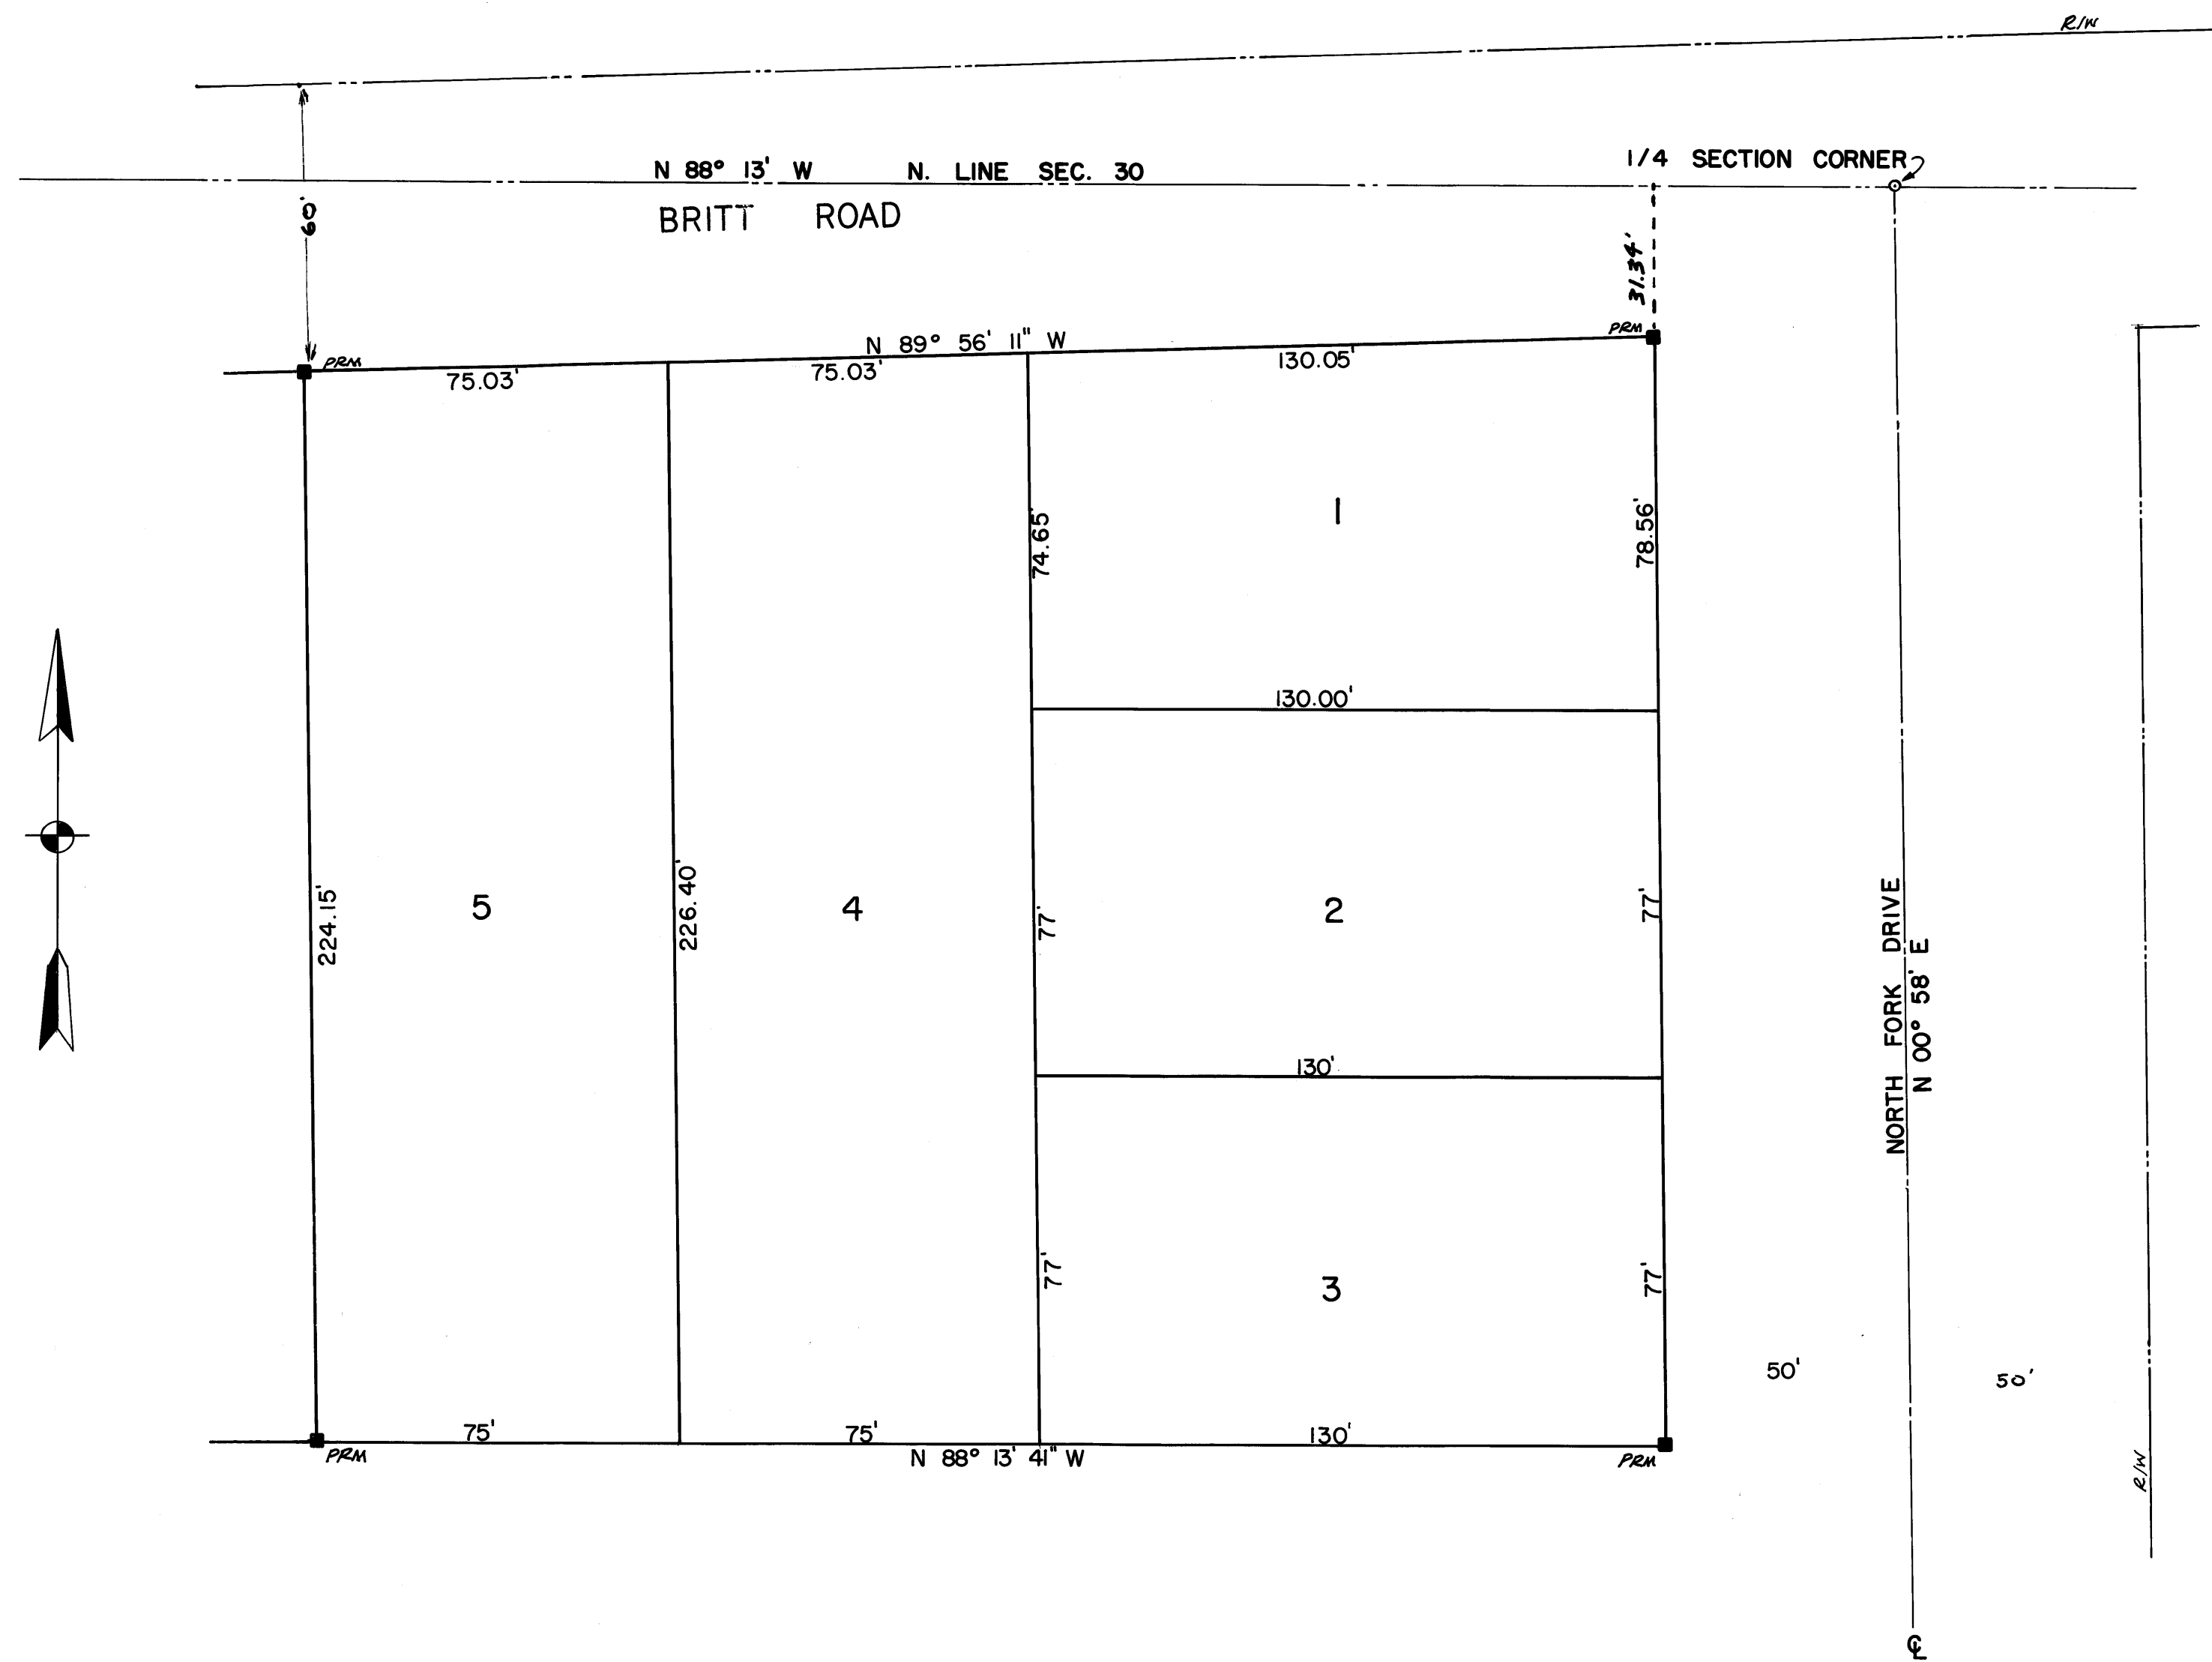 R/W
N 88° 13' W N. LINE SEC. 30
1/4 SECTION CORNER
60'
BRITT ROAD
31.34'
PRM
N 89° 56' 11" W
PRM
75.03'
75.03'
130.05'
1
74.65'
78.56'
130.00'
224.15'
5
226.40'
4
77'
2
77'
NORTH FORK DRIVE
N 00° 58' E
130'
77'
3
77'
50'
50'
75'
75'
130'
PRM
N 88° 13' 41" W
PRM
R/W
℄